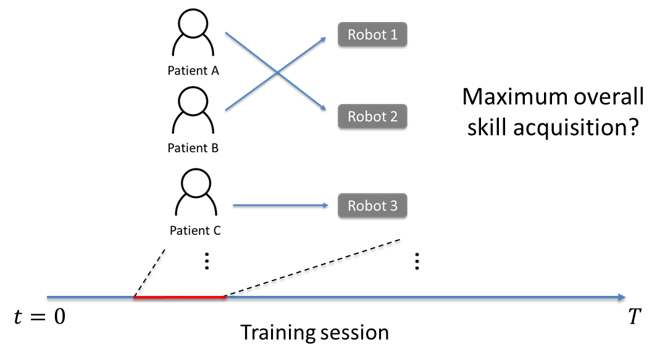 Patient A
Robot 1
Patient B
Robot 2
Patient C
Robot 3
Maximum overall
skill acquisition?
t = 0
T
Training session